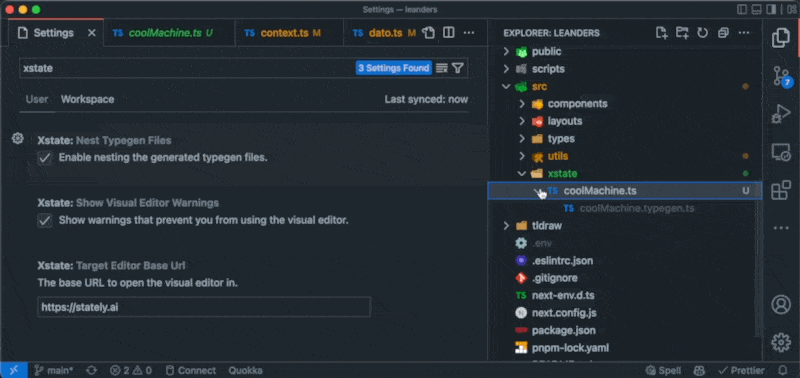 Settings — leanders
Settings
TS coolMachine.ts U
TS context.ts M
TS dato.ts M
xstate
3 Settings Found
User
Workspace
Last synced: now
Xstate: Nest Typegen Files
Enable nesting the generated typegen files.
Xstate: Show Visual Editor Warnings
Show warnings that prevent you from using the visual editor.
Xstate: Target Editor Base Url
The base URL to open the visual editor in.
https://stately.ai
EXPLORER: LEANDERS
public
scripts
src
components
layouts
types
utils
xstate
TS coolMachine.ts U
TS coolMachine.typegen.ts
tldraw
.env
.eslintrc.json
.gitignore
TS next-env.d.ts
next.config.js
package.json
pnpm-lock.yaml
7
main*
2
0
Connect
Quokka
Spell
Prettier